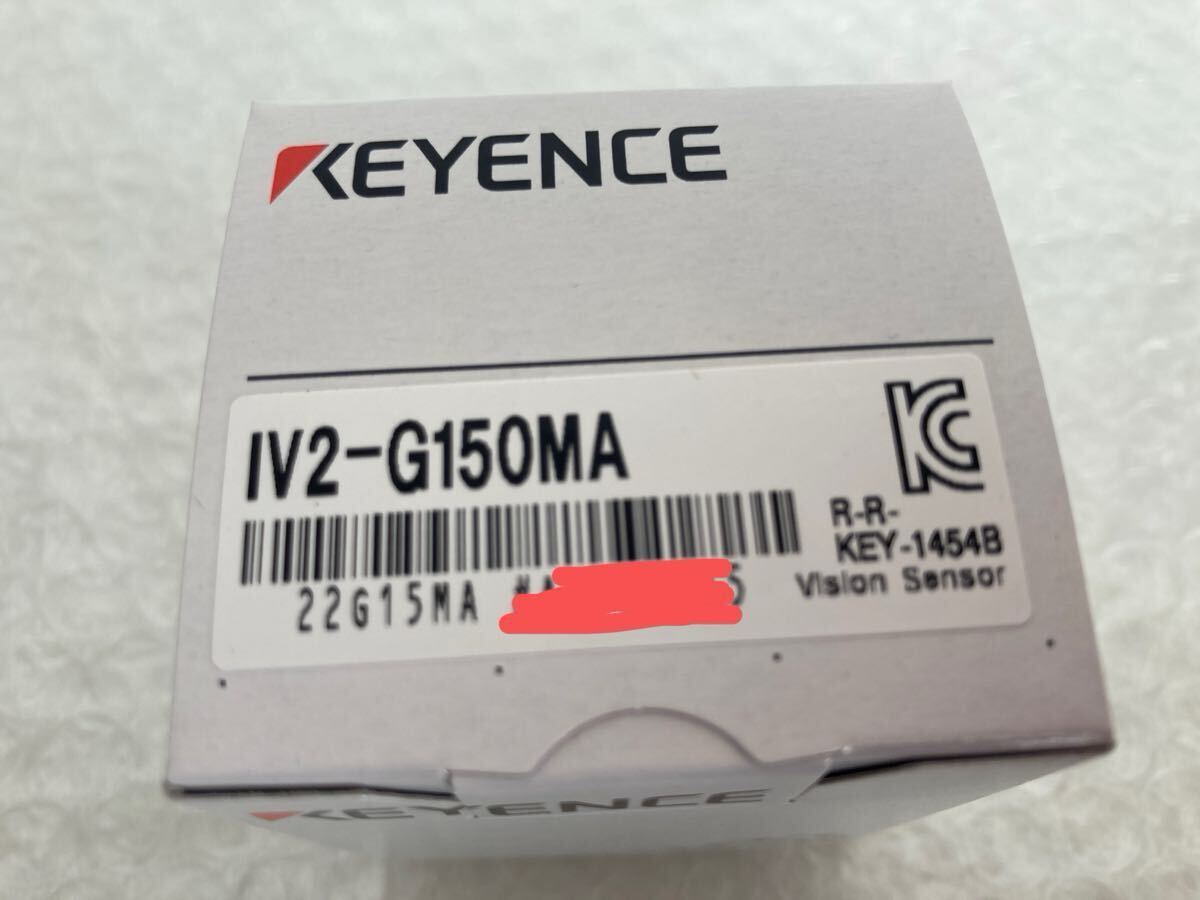 KEYENCE
IV2-G150MA
R-R-
KEY-1454B
22G15MA
Vision Sensor
KEYENCE